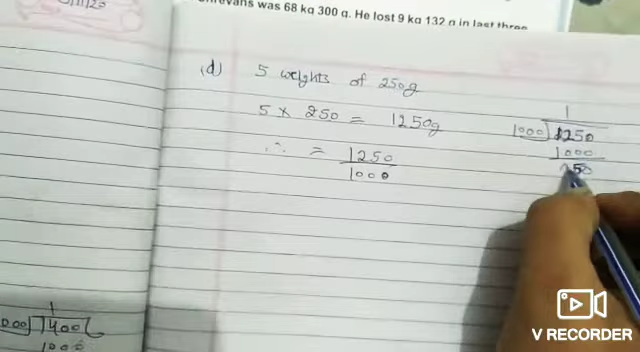 was 68 kg 300 g. He lost 9 kg 132 g in last three
(d) 5 weights of 250g
5 × 250 = 1250g
∴ = 1250
1000
1
1000 1250
1000
250
1
000 1400
1000
V RECORDER